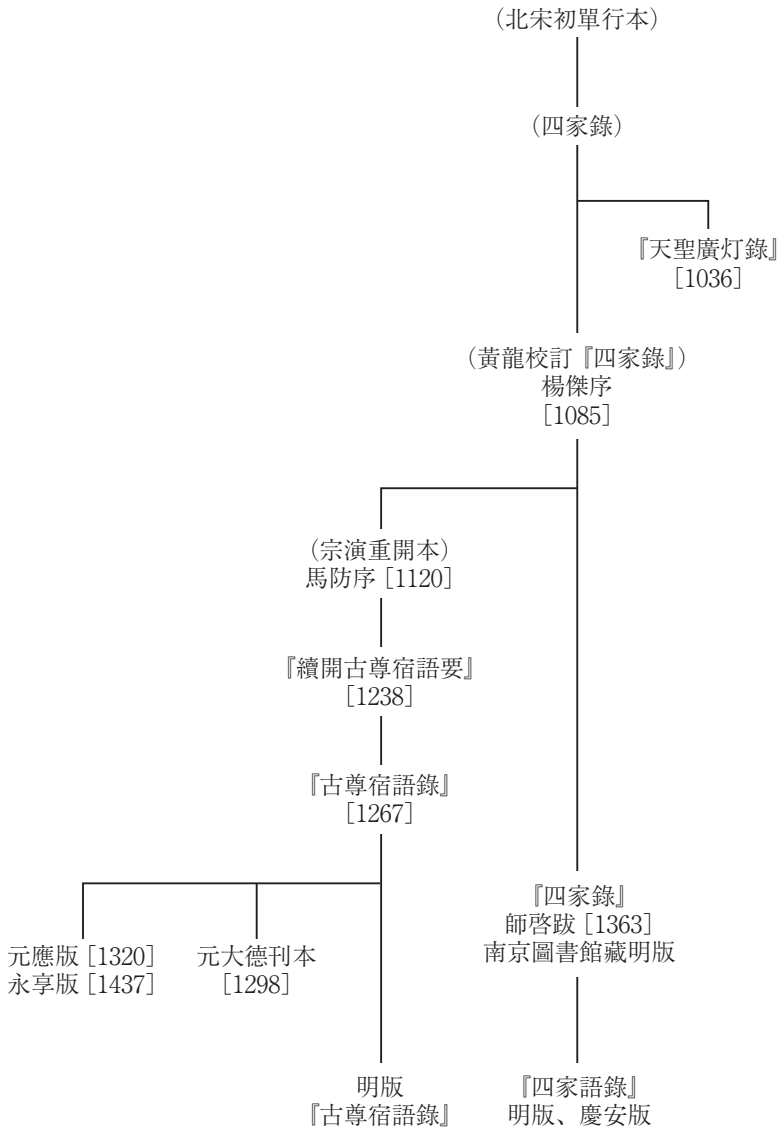 （北宋初單行本）
（四家錄）
『天聖廣灯錄』
［1036］
（黃龍校訂『四家錄』）
楊傑序
［1085］
（宗演重開本）
馬防序［1120］
『續開古尊宿語要』
［1238］
『古尊宿語錄』
［1267］
『四家錄』
師啓跋［1363］
南京圖書館藏明版
元應版［1320］
永享版［1437］
元大德刊本
［1298］
明版
『古尊宿語錄』
『四家語錄』
明版、慶安版